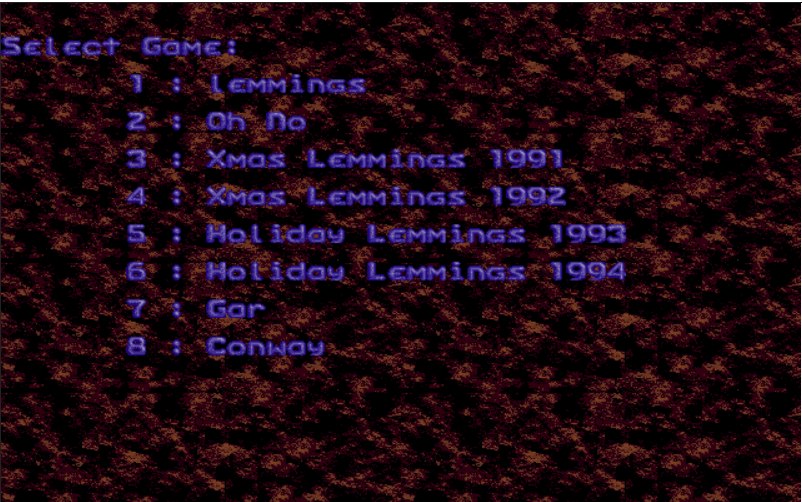 Select Game:
1 : Lemmings
2 : Oh No
3 : Xmas Lemmings 1991
4 : Xmas Lemmings 1992
5 : Holiday Lemmings 1993
6 : Holiday Lemmings 1994
7 : Gar
8 : Conway